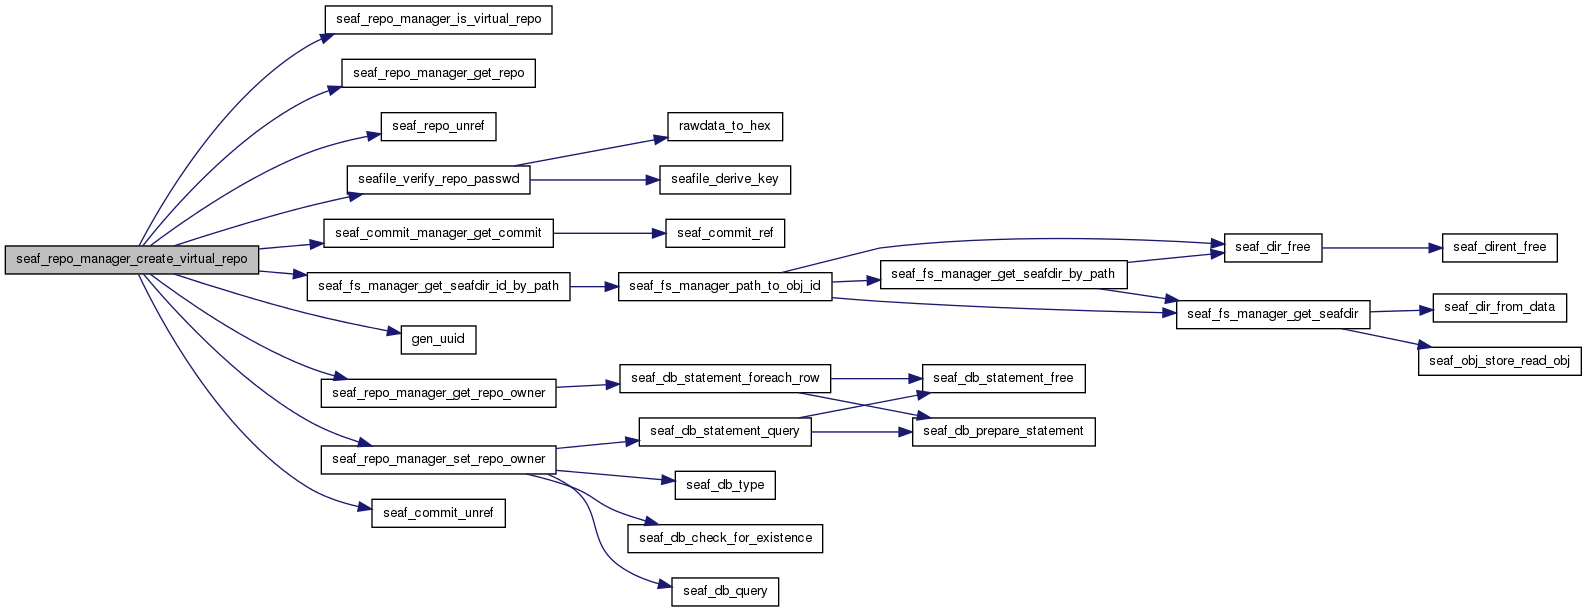 seaf_repo_manager_is_virtual_repo
seaf_repo_manager_get_repo
seaf_repo_unref
rawdata_to_hex
seafile_verify_repo_passwd
seafile_derive_key
seaf_commit_manager_get_commit
seaf_commit_ref
seaf_dir_free
seaf_dirent_free
seaf_repo_manager_create_virtual_repo
seaf_fs_manager_get_seafdir_by_path
seaf_fs_manager_get_seafdir_id_by_path
seaf_fs_manager_path_to_obj_id
seaf_dir_from_data
seaf_fs_manager_get_seafdir
gen_uuid
seaf_obj_store_read_obj
seaf_db_statement_foreach_row
seaf_db_statement_free
seaf_repo_manager_get_repo_owner
seaf_db_statement_query
seaf_db_prepare_statement
seaf_repo_manager_set_repo_owner
seaf_db_type
seaf_commit_unref
seaf_db_check_for_existence
seaf_db_query